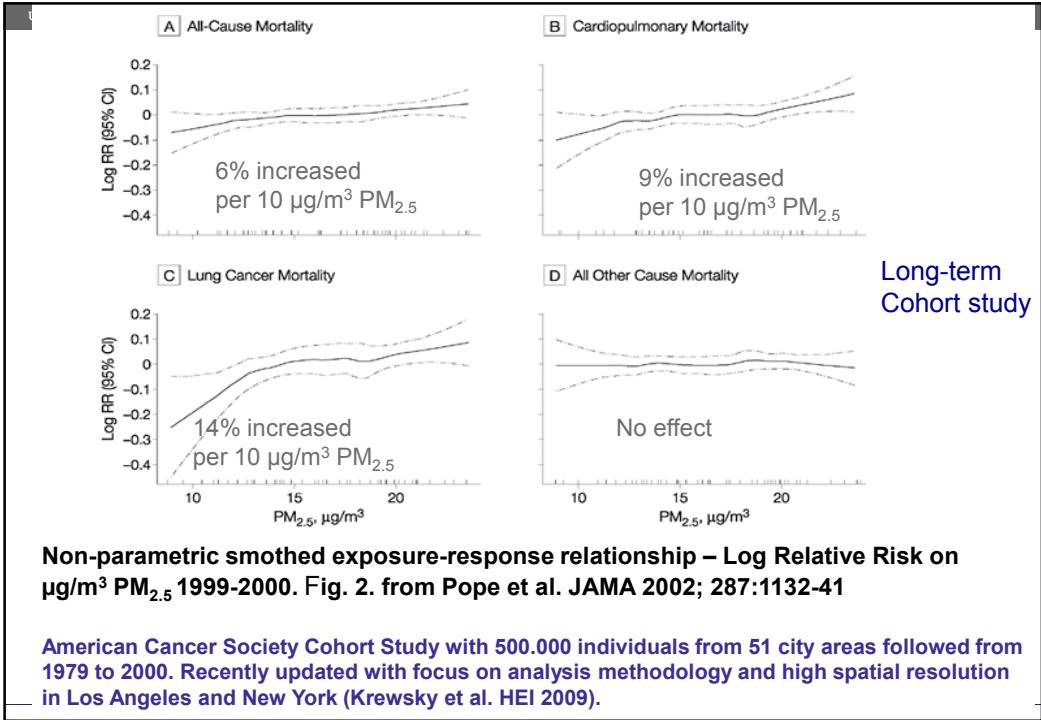 A All-Cause Mortality
B Cardiopulmonary Mortality
0.2
0.1
0
–0.1
–0.2
–0.3
–0.4
Log RR (95% CI)
6% increased
per 10 µg/m³ PM2.5
9% increased
per 10 µg/m³ PM2.5
C Lung Cancer Mortality
D All Other Cause Mortality
Long-term
Cohort study
0.2
0.1
0
–0.1
–0.2
–0.3
–0.4
Log RR (95% CI)
14% increased
per 10 µg/m³ PM2.5
No effect
10 15 20
PM2.5, µg/m³
10 15 20
PM2.5, µg/m³
Non-parametric smothed exposure-response relationship – Log Relative Risk on
µg/m³ PM2.5 1999-2000. Fig. 2. from Pope et al. JAMA 2002; 287:1132-41
American Cancer Society Cohort Study with 500.000 individuals from 51 city areas followed from
1979 to 2000. Recently updated with focus on analysis methodology and high spatial resolution
in Los Angeles and New York (Krewsky et al. HEI 2009).